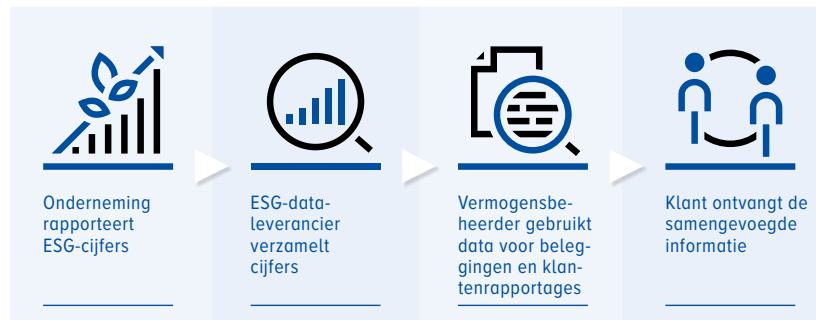 Onderneming
rapporteert
ESG-cijfers
ESG-data-
leverancier
verzamelt
cijfers
Vermogensbe-
heerder gebruikt
data voor beleg-
gingen en klan-
tenrapportages
Klant ontvangt de
samengevoegde
informatie